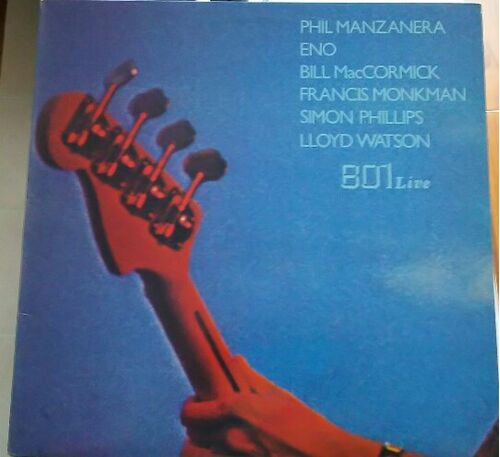 PHIL MANZANERA
ENO
BILL MacCORMICK
FRANCIS MONKMAN
SIMON PHILLIPS
LLOYD WATSON
801 Live